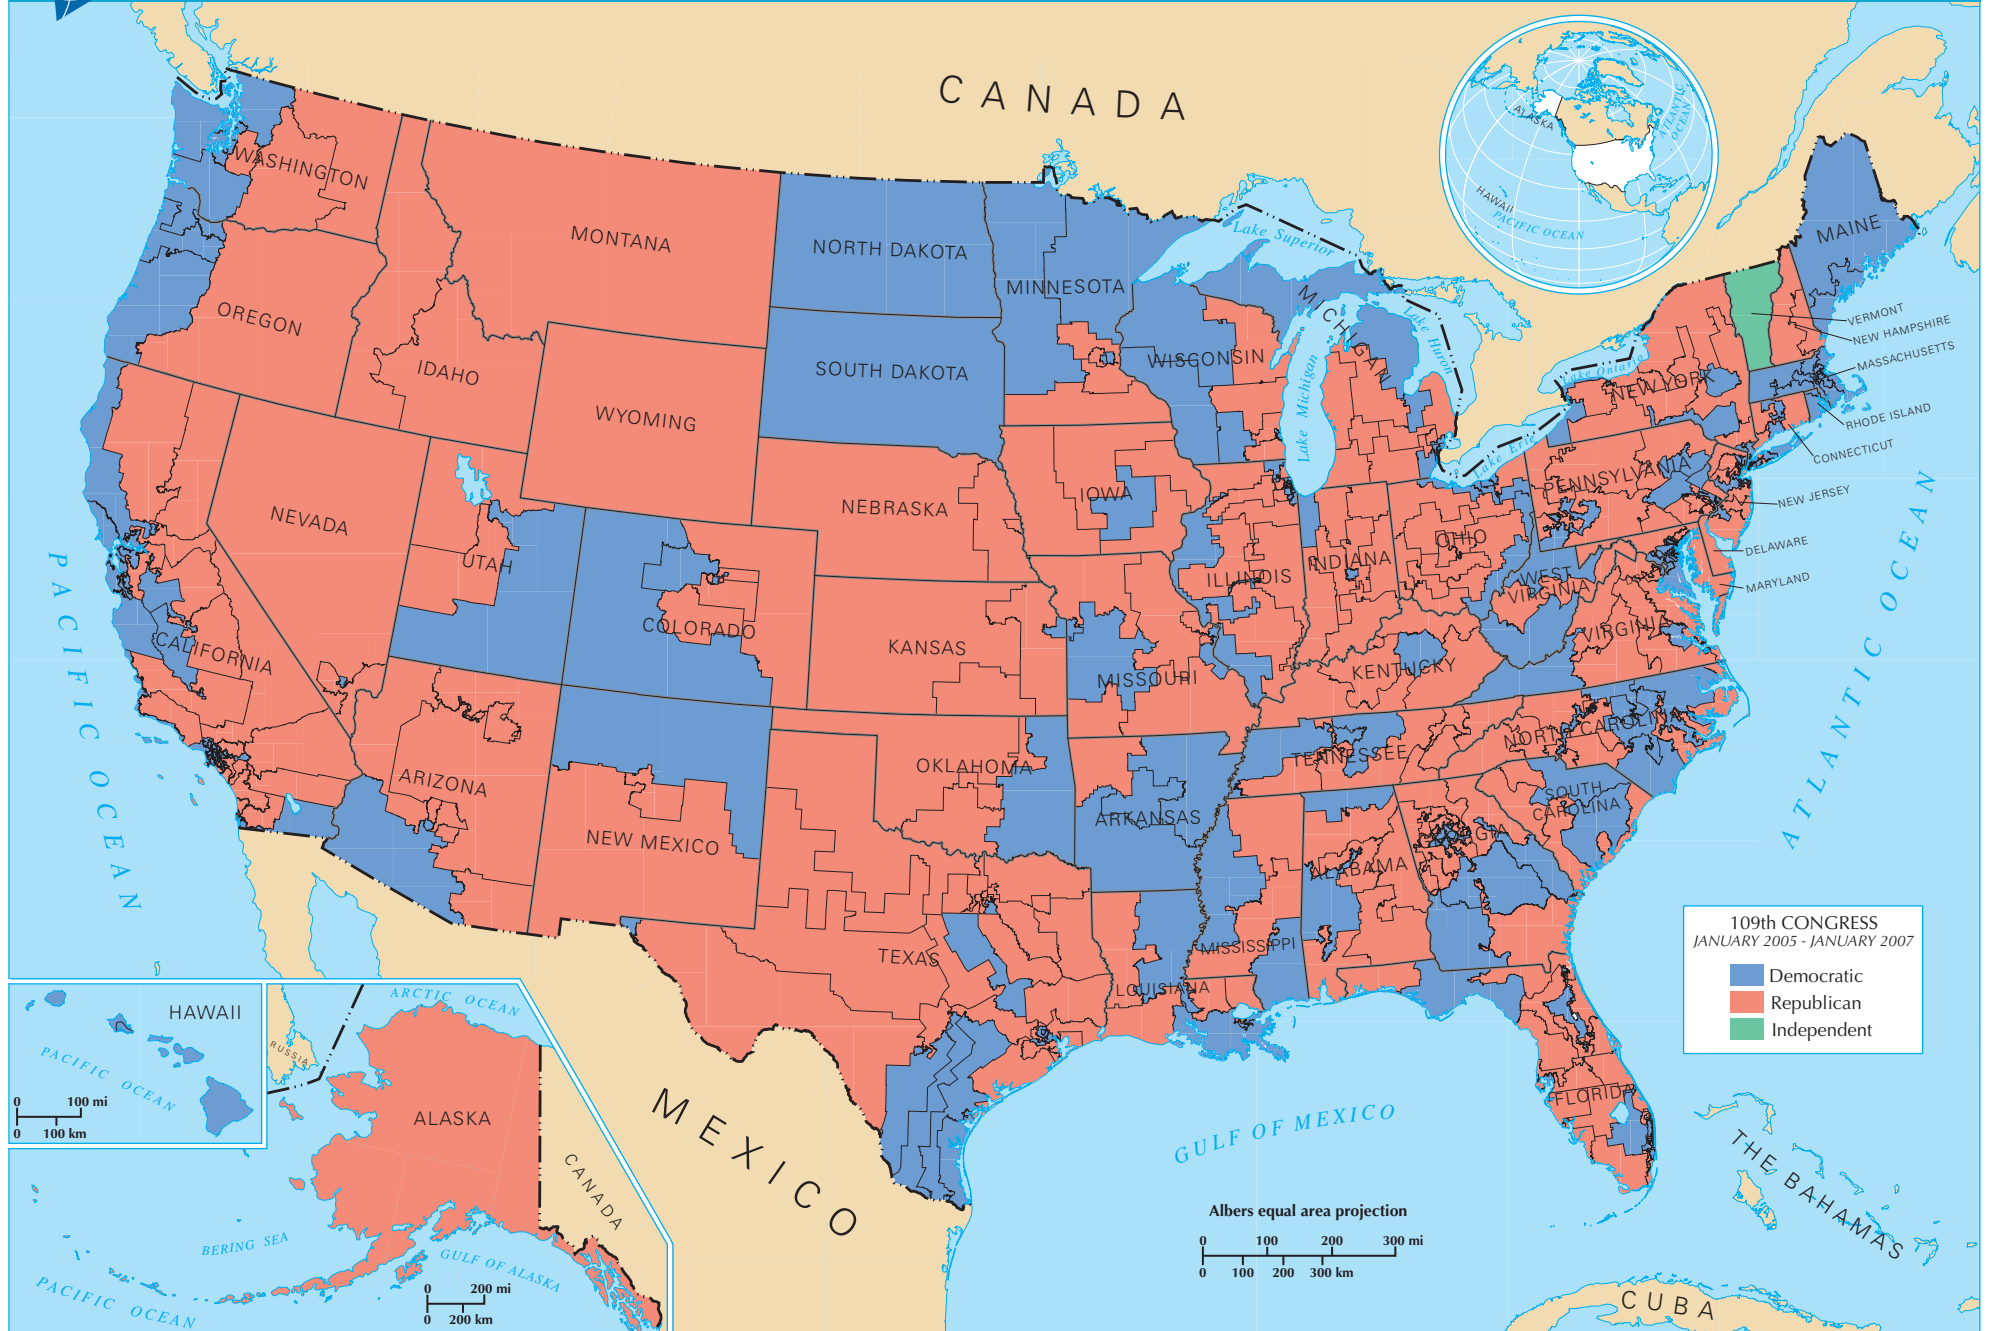 CANADA
ALASKA
ATLANTIC
OCEAN
HAWAII
PACIFIC OCEAN
WASHINGTON
MONTANA
NORTH DAKOTA
MINNESOTA
Lake Superior
MICHIGAN
Lake Huron
Lake Michigan
MAINE
VERMONT
NEW HAMPSHIRE
MASSACHUSETTS
RHODE ISLAND
CONNECTICUT
OREGON
IDAHO
WYOMING
SOUTH DAKOTA
WISCONSIN
Lake Ontario
NEW YORK
Lake Erie
PENNSYLVANIA
NEW JERSEY
DELAWARE
MARYLAND
NEVADA
UTAH
COLORADO
NEBRASKA
IOWA
ILLINOIS
INDIANA
OHIO
WEST
VIRGINIA
VIRGINIA
CALIFORNIA
KANSAS
MISSOURI
KENTUCKY
PACIFIC OCEAN
ATLANTIC OCEAN
ARIZONA
NEW MEXICO
OKLAHOMA
ARKANSAS
TENNESSEE
NORTH CAROLINA
SOUTH
CAROLINA
TEXAS
LOUISIANA
MISSISSIPPI
ALABAMA
GEORGIA
FLORIDA
109th CONGRESS
JANUARY 2005 - JANUARY 2007
Democratic
Republican
Independent
HAWAII
PACIFIC OCEAN
0 100 mi
0 100 km
ARCTIC OCEAN
RUSSIA
ALASKA
CANADA
BERING SEA
GULF OF ALASKA
PACIFIC OCEAN
0 200 mi
0 200 km
MEXICO
GULF OF MEXICO
Albers equal area projection
0 100 200 300 mi
0 100 200 300 km
THE BAHAMAS
CUBA